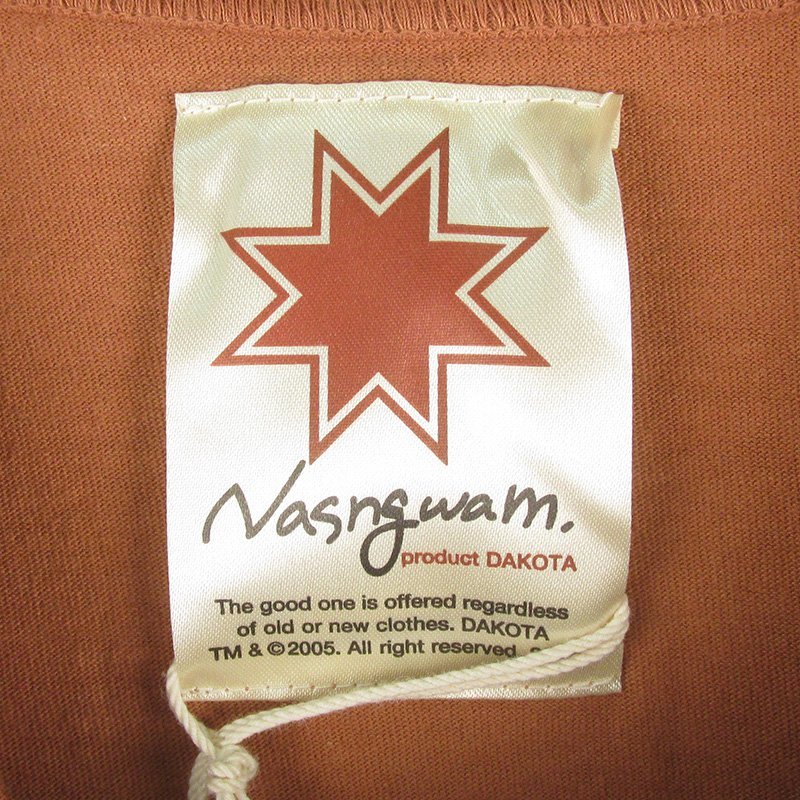 Nasngwam.
product DAKOTA
The good one is offered regardless
of old or new clothes. DAKOTA
TM & ©2005. All right reserved.